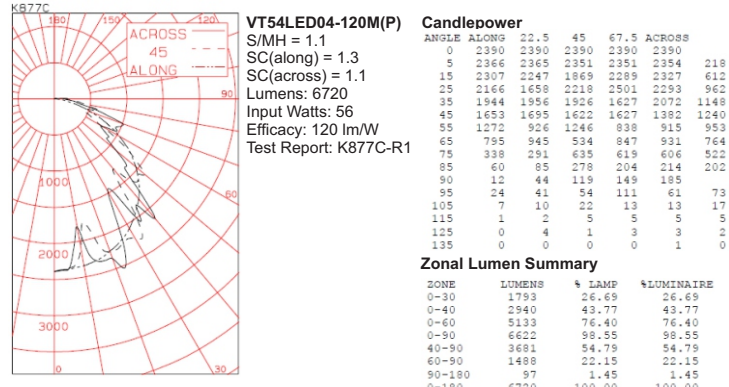 K877C
180
150
120
90
60
30
0
1000
2000
3000
ACROSS
45
ALONG
VT54LED04-120M(P)
S/MH = 1.1
SC(along) = 1.3
SC(across) = 1.1
Lumens: 6720
Input Watts: 56
Efficacy: 120 lm/W
Test Report: K877C-R1
Candlepower
ANGLE ALONG 22.5 45 67.5 ACROSS
0 2390 2390 2390 2390 2390
5 2366 2365 2351 2351 2354 218
15 2307 2247 1869 2289 2327 612
25 2166 1658 2218 2501 2293 962
35 1944 1956 1926 1627 2072 1148
45 1653 1695 1622 1627 1382 1240
55 1272 926 1246 838 915 953
65 795 945 534 847 931 764
75 338 291 635 619 606 522
85 60 85 278 204 214 202
90 12 44 119 149 185
95 24 41 54 111 61 73
105 7 10 22 13 13 17
115 1 2 5 5 5 5
125 0 4 1 3 3 2
135 0 0 0 0 1 0
Zonal Lumen Summary
ZONE LUMENS % LAMP %LUMINAIRE
0-30 1793 26.69 26.69
0-40 2940 43.77 43.77
0-60 5133 76.40 76.40
0-90 6622 98.55 98.55
40-90 3681 54.79 54.79
60-90 1488 22.15 22.15
90-180 97 1.45 1.45
0-180 6720 100.00 100.00